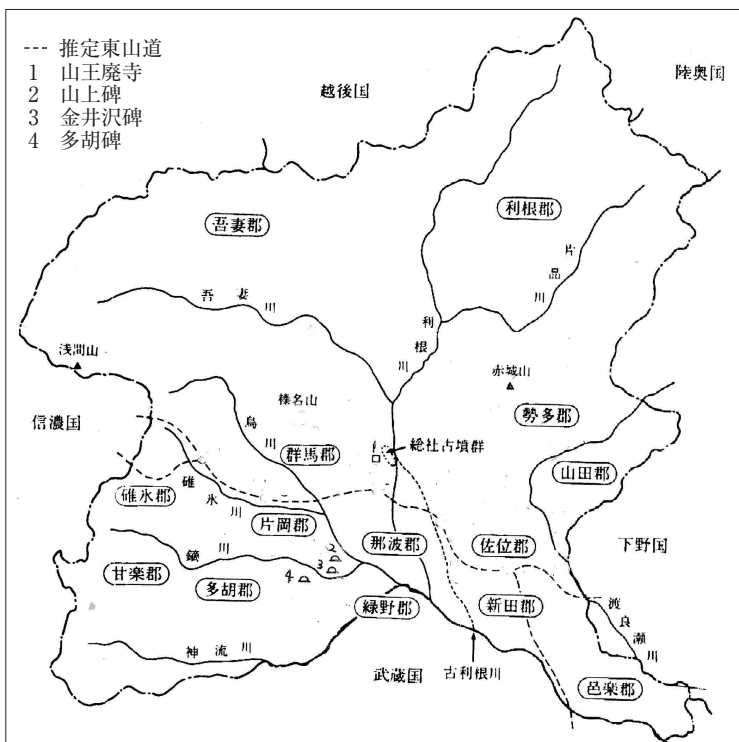 --- 推定東山道
1 山王廃寺
2 山上碑
3 金井沢碑
4 多胡碑
越後国
陸奥国
吾妻郡
利根郡
片品川
吾妻川
利根川
浅間山
赤城山
榛名山
信濃国
烏川
勢多郡
1
総社古墳群
群馬郡
山田郡
碓氷郡
碓氷川
片岡郡
那波郡
佐位郡
下野国
鏑川
2
3
4
甘楽郡
多胡郡
緑野郡
新田郡
渡良瀬川
神流川
武蔵国
古利根川
邑楽郡